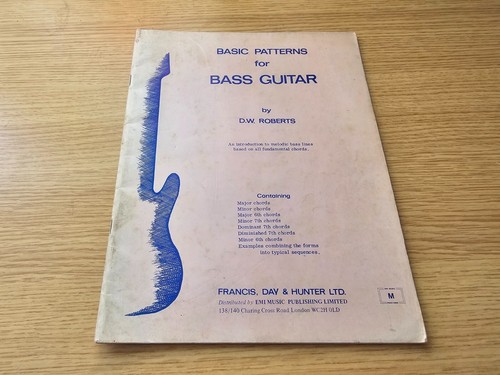 BASIC PATTERNS
for
BASS GUITAR
by
D.W. ROBERTS
An introduction to melodic bass lines
based on all fundamental chords.
Containing
Major chords
Minor chords
Major 6th chords
Minor 7th chords
Dominant 7th chords
Diminished 7th chords
Minor 6th chords
Examples combining the forms
into typical sequences.
FRANCIS, DAY & HUNTER LTD.
Distributed by EMI MUSIC PUBLISHING LIMITED
138/140 Charing Cross Road London WC2H 0LD
M